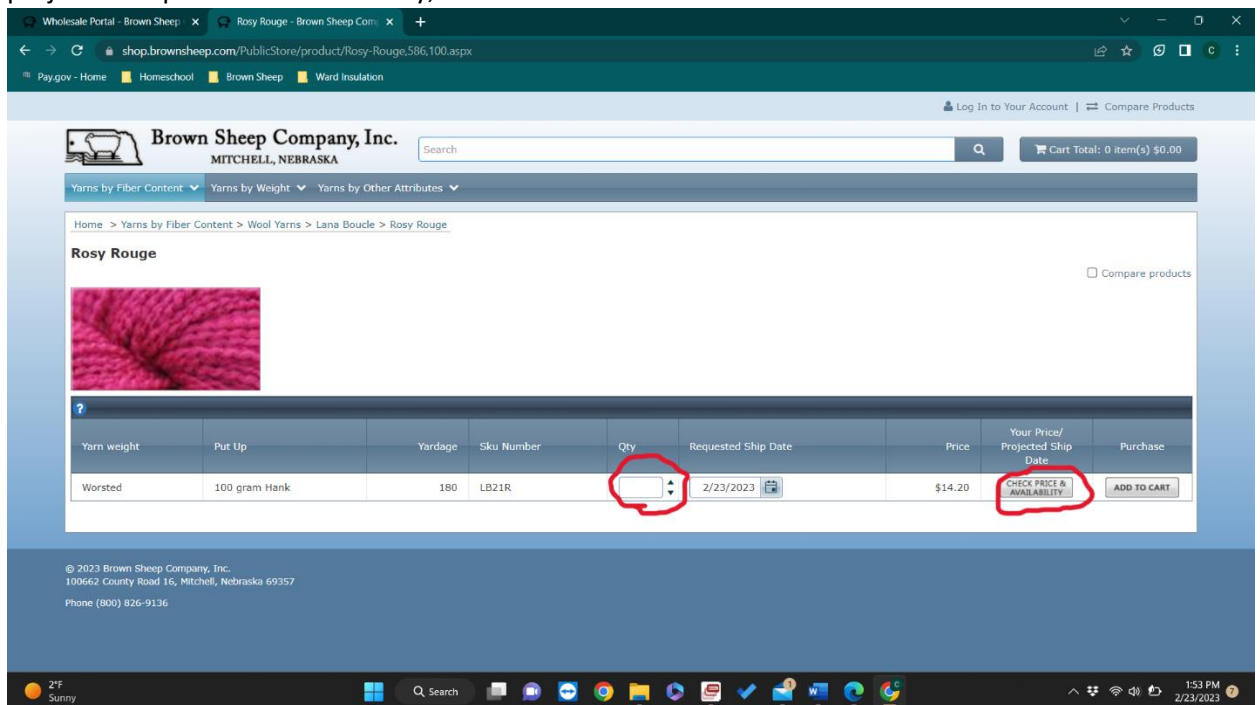 Wholesale Portal - Brown Sheep
Rosy Rouge - Brown Sheep Com
shop.brownsheep.com/PublicStore/product/Rosy-Rouge,586,100.aspx
C
Pay.gov - Home Homeschool Brown Sheep Ward Insulation
Log In to Your Account | Compare Products
Brown Sheep Company, Inc.
MITCHELL, NEBRASKA
Search
Cart Total: 0 item(s) $0.00
Yarns by Fiber Content Yarns by Weight Yarns by Other Attributes
Home > Yarns by Fiber Content > Wool Yarns > Lana Boucle > Rosy Rouge
Rosy Rouge
Compare products
?
Yarn weight Put Up Yardage Sku Number Qty Requested Ship Date Price Your Price/ Projected Ship Date Purchase
Worsted 100 gram Hank 180 LB21R 2/23/2023 $14.20 CHECK PRICE & AVAILABILITY ADD TO CART
© 2023 Brown Sheep Company, Inc.
100662 County Road 16, Mitchell, Nebraska 69357
Phone (800) 826-9136
2°F
Sunny
Search
1:53 PM
2/23/2023